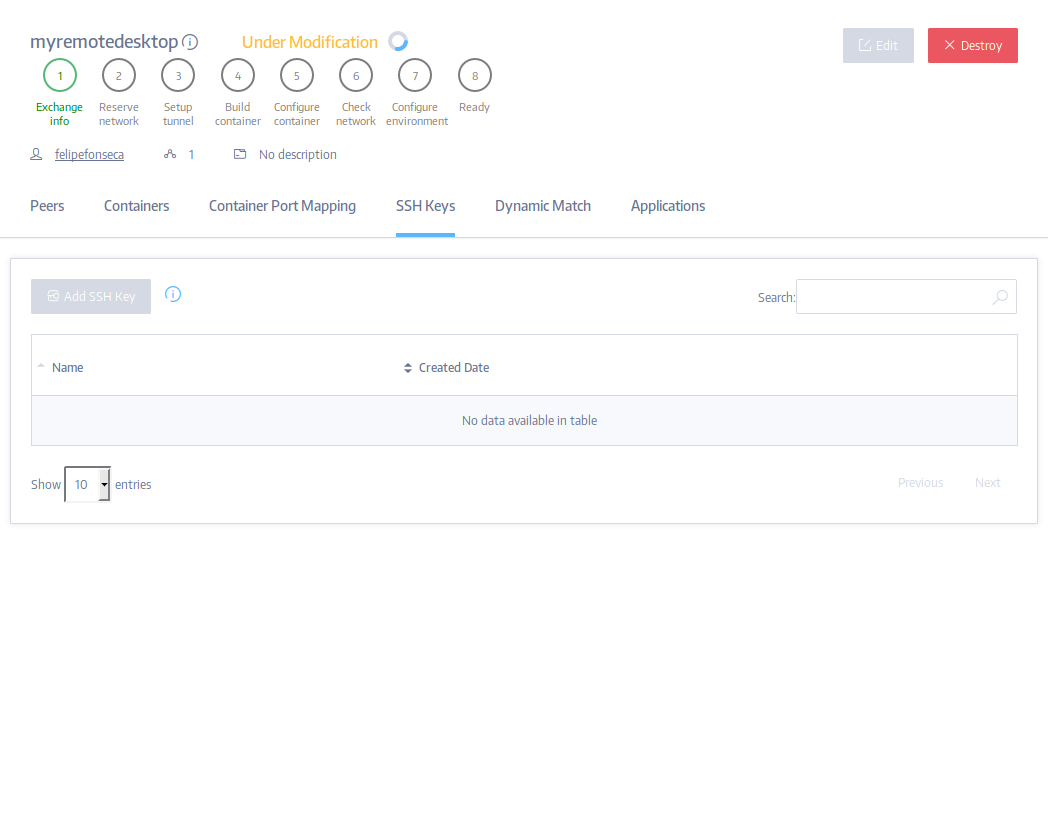 myremotedesktop
Under Modification
Edit
Destroy
1 2 3 4 5 6 7 8
Exchange info
Reserve network
Setup tunnel
Build container
Configure container
Check network
Configure environment
Ready
felipefonseca 1 No description
Peers Containers Container Port Mapping SSH Keys Dynamic Match Applications
Add SSH Key
Search:
Name Created Date
No data available in table
Show 10 entries
Previous Next